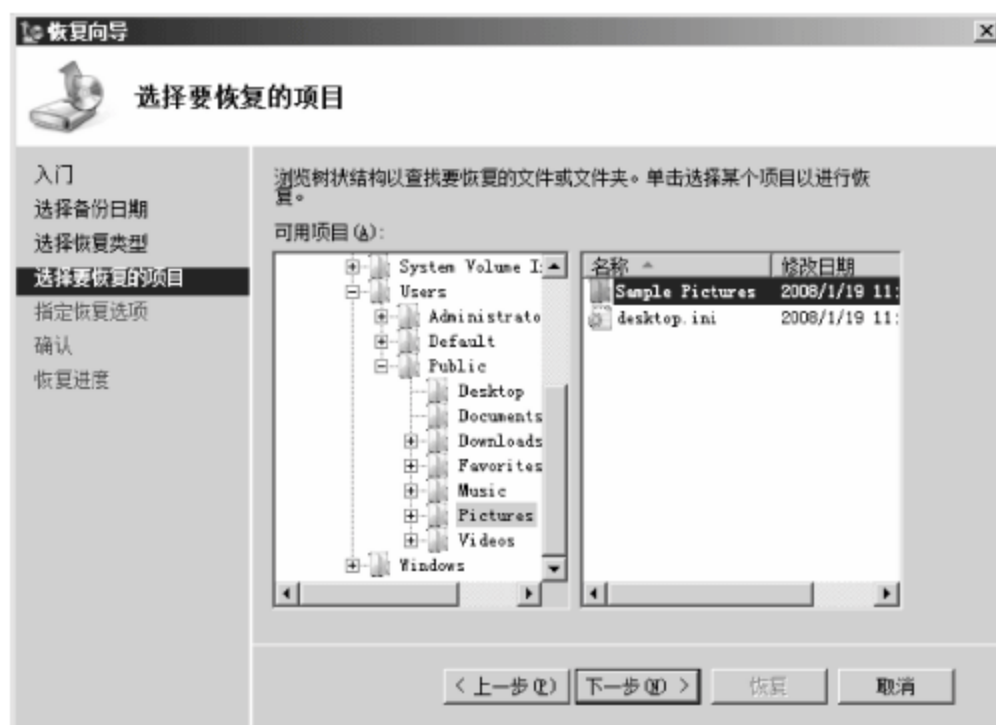 恢复向导
选择要恢复的项目
入门
选择备份日期
选择恢复类型
选择要恢复的项目
指定恢复选项
确认
恢复进度
浏览树状结构以查找要恢复的文件或文件夹。单击选择某个项目以进行恢
复。
可用项目(A):
System Volume I
Users
Administrato
Default
Public
Desktop
Documents
Downloads
Favorites
Music
Pictures
Videos
Windows
名称 修改日期
Sample Pictures 2008/1/19 11:
desktop.ini 2008/1/19 11:
< 上一步(P) 下一步(N) > 恢复 取消